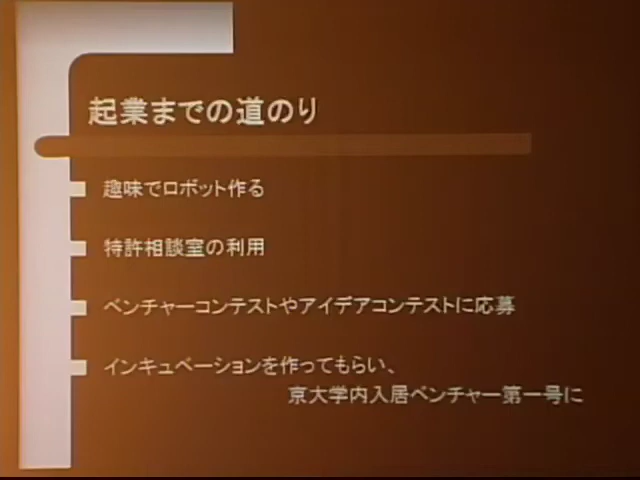 起業までの道のり
趣味でロボット作る
特許相談室の利用
ベンチャーコンテストやアイデアコンテストに応募
インキュベーションを作ってもらい、
京大学内入居ベンチャー第一号に